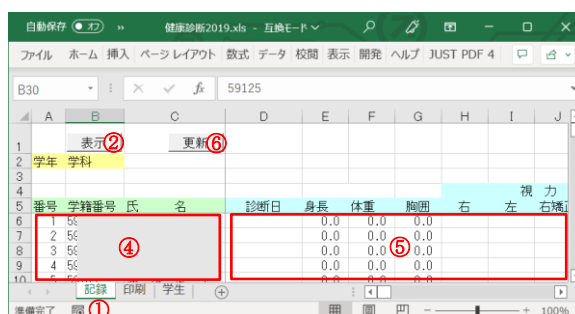 自動保存 オフ » 健康診断2019.xls - 互換モード
ファイル ホーム 挿入 ページ レイアウト 数式 データ 校閲 表示 開発 ヘルプ JUST PDF 4
B30 fx 59125
A B C D E F G H I J
1 表示② 更新⑥
2 学年 学科
3
4 視 力
5 番号 学籍番号 氏 名 診断日 身長 体重 胸囲 右 左 右矯正
6 1 59 0.0 0.0 0.0
7 2 59 0.0 0.0 0.0
④ ⑤
8 3 59 0.0 0.0 0.0
9 4 59 0.0 0.0 0.0
10
記録 印刷 学生
準備完了 ① 100%